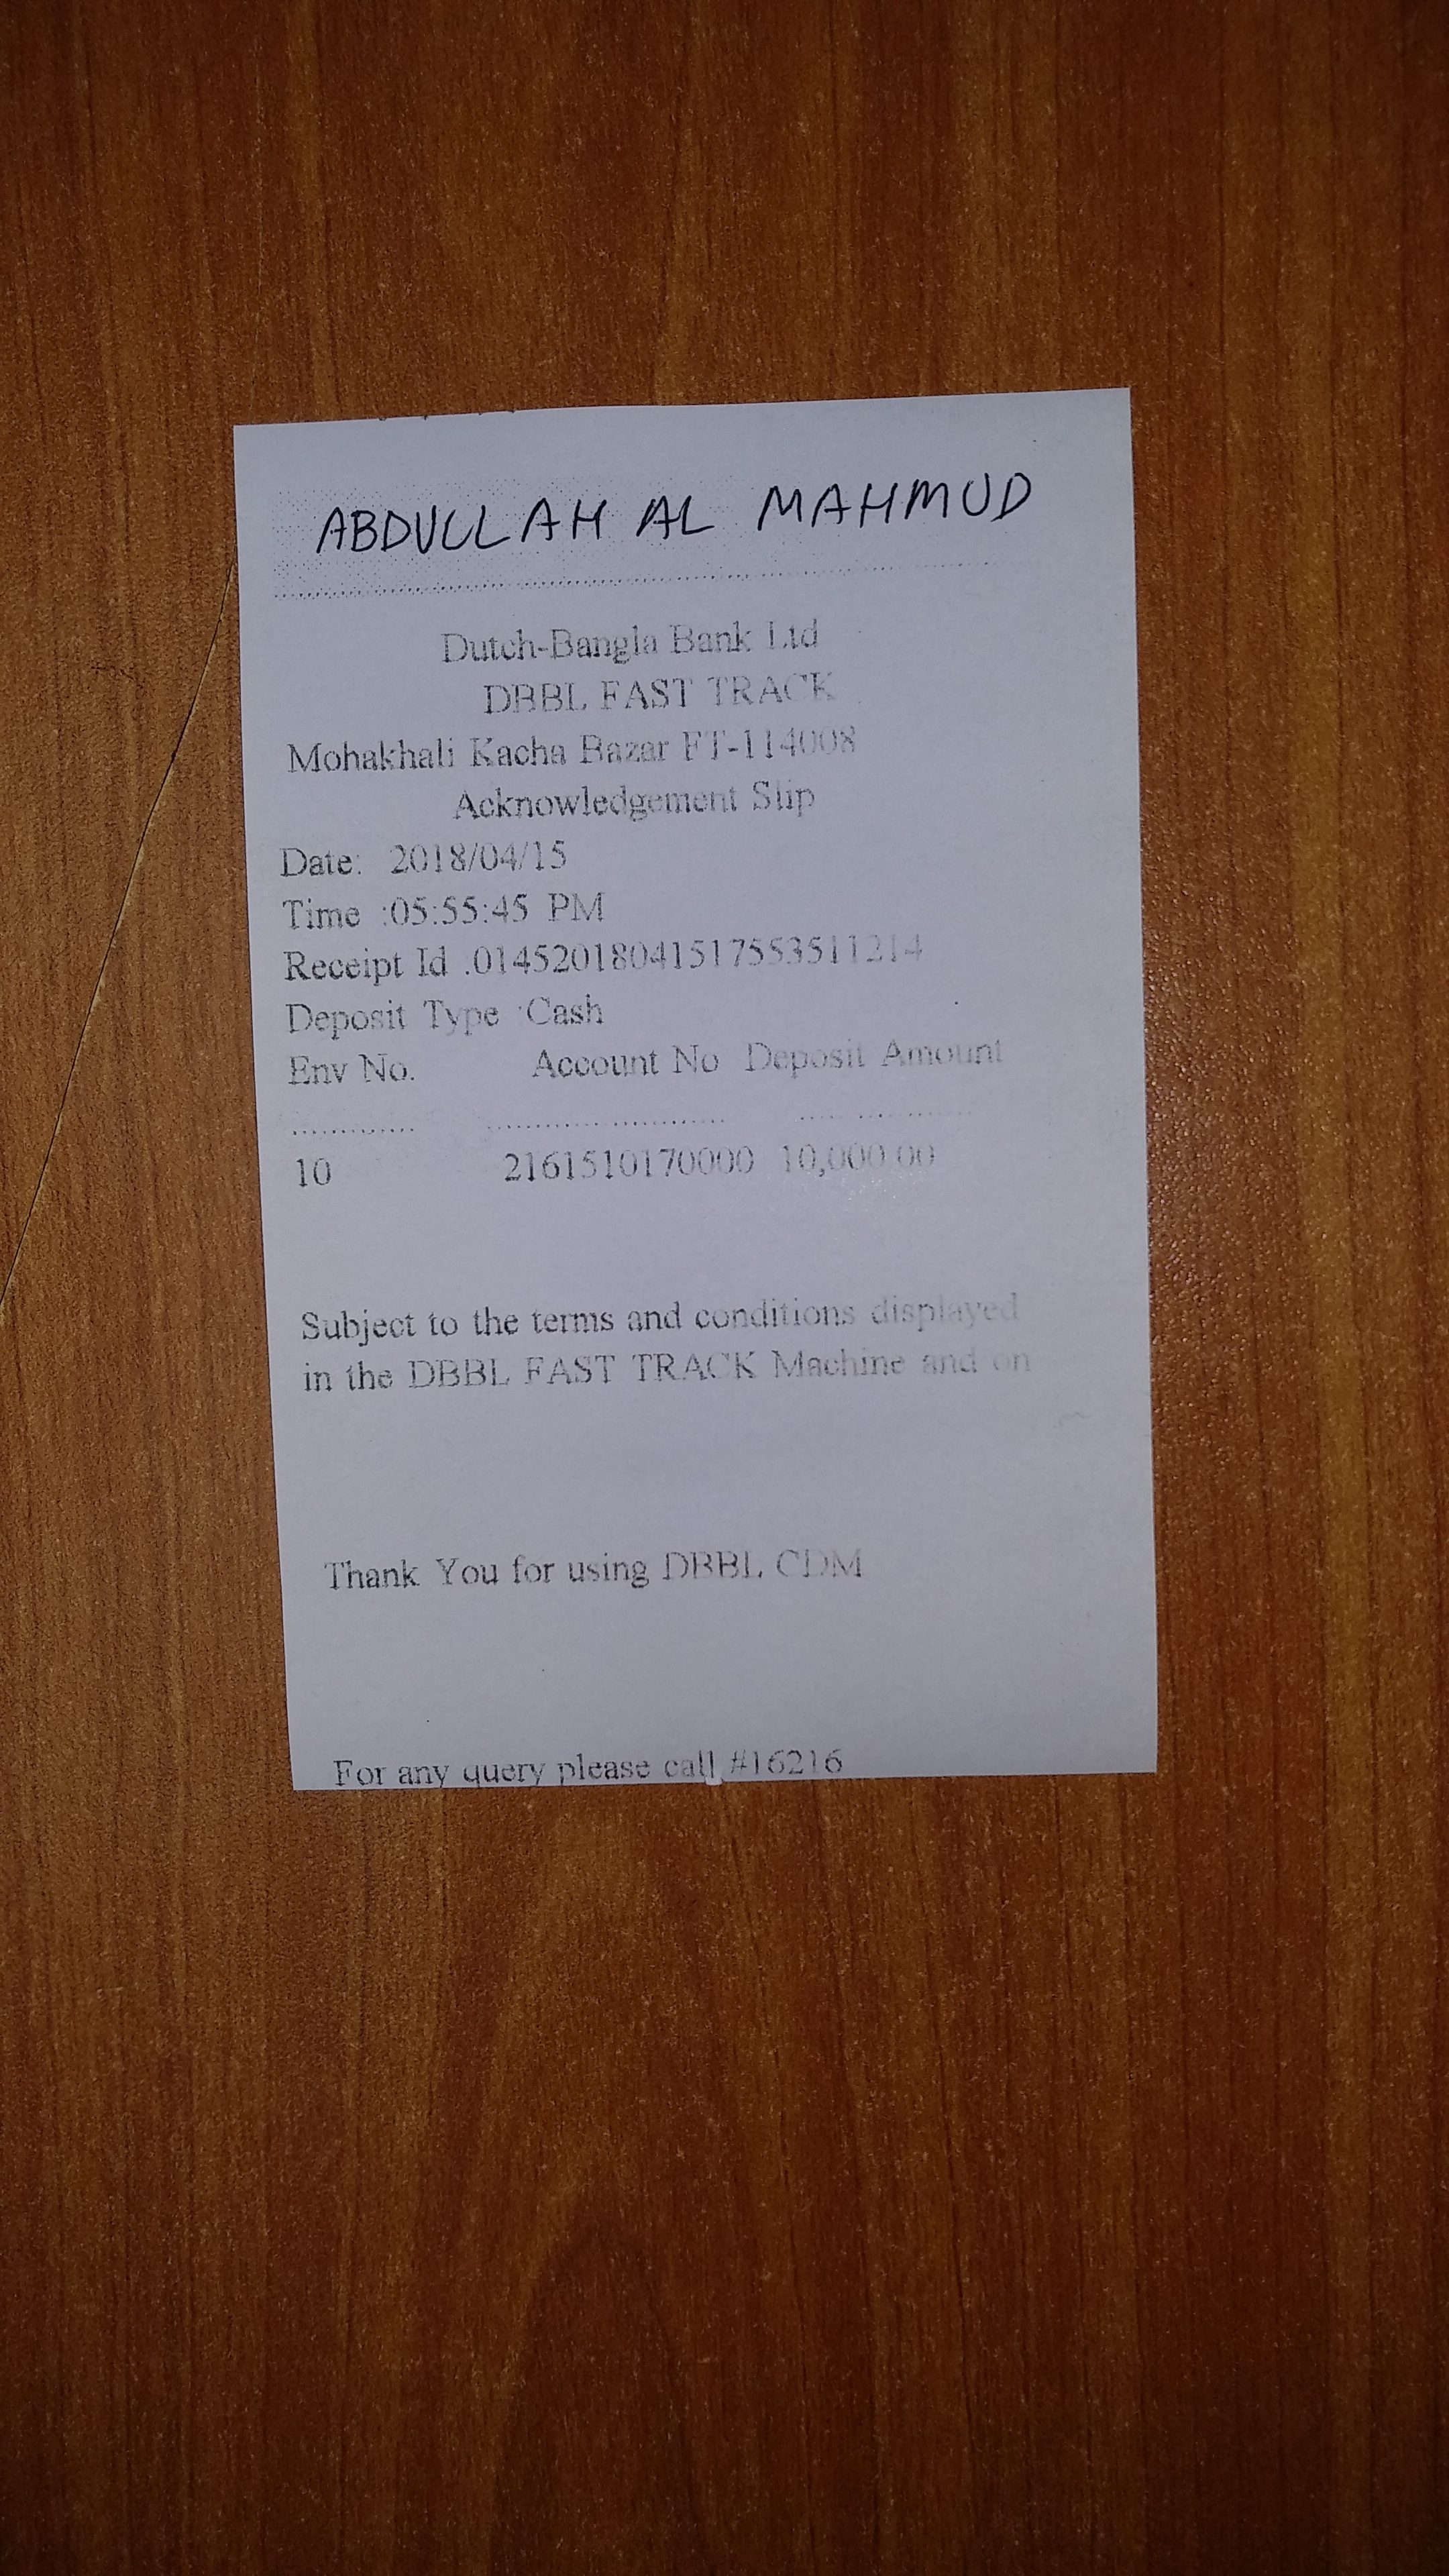 ABDULLAH AL MAHMUD
Dutch-Bangla Bank Ltd
DBBL FAST TRACK
Mohakhali Kacha Bazar FT-114008
Acknowledgement Slip
Date: 2018/04/15
Time :05:55:45 PM
Receipt Id .01452018041517553511214
Deposit Type :Cash
Env No. Account No Deposit Amount
10 2161510170000 10,000.00
Subject to the terms and conditions displayed
in the DBBL FAST TRACK Machine and on
Thank You for using DBBL CDM
For any query please call #16216